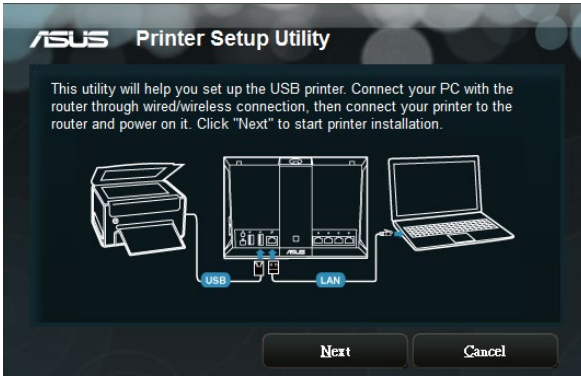 ASUS Printer Setup Utility
This utility will help you set up the USB printer. Connect your PC with the
router through wired/wireless connection, then connect your printer to the
router and power on it. Click "Next" to start printer installation.
ASUS
USB
LAN
Next
Cancel